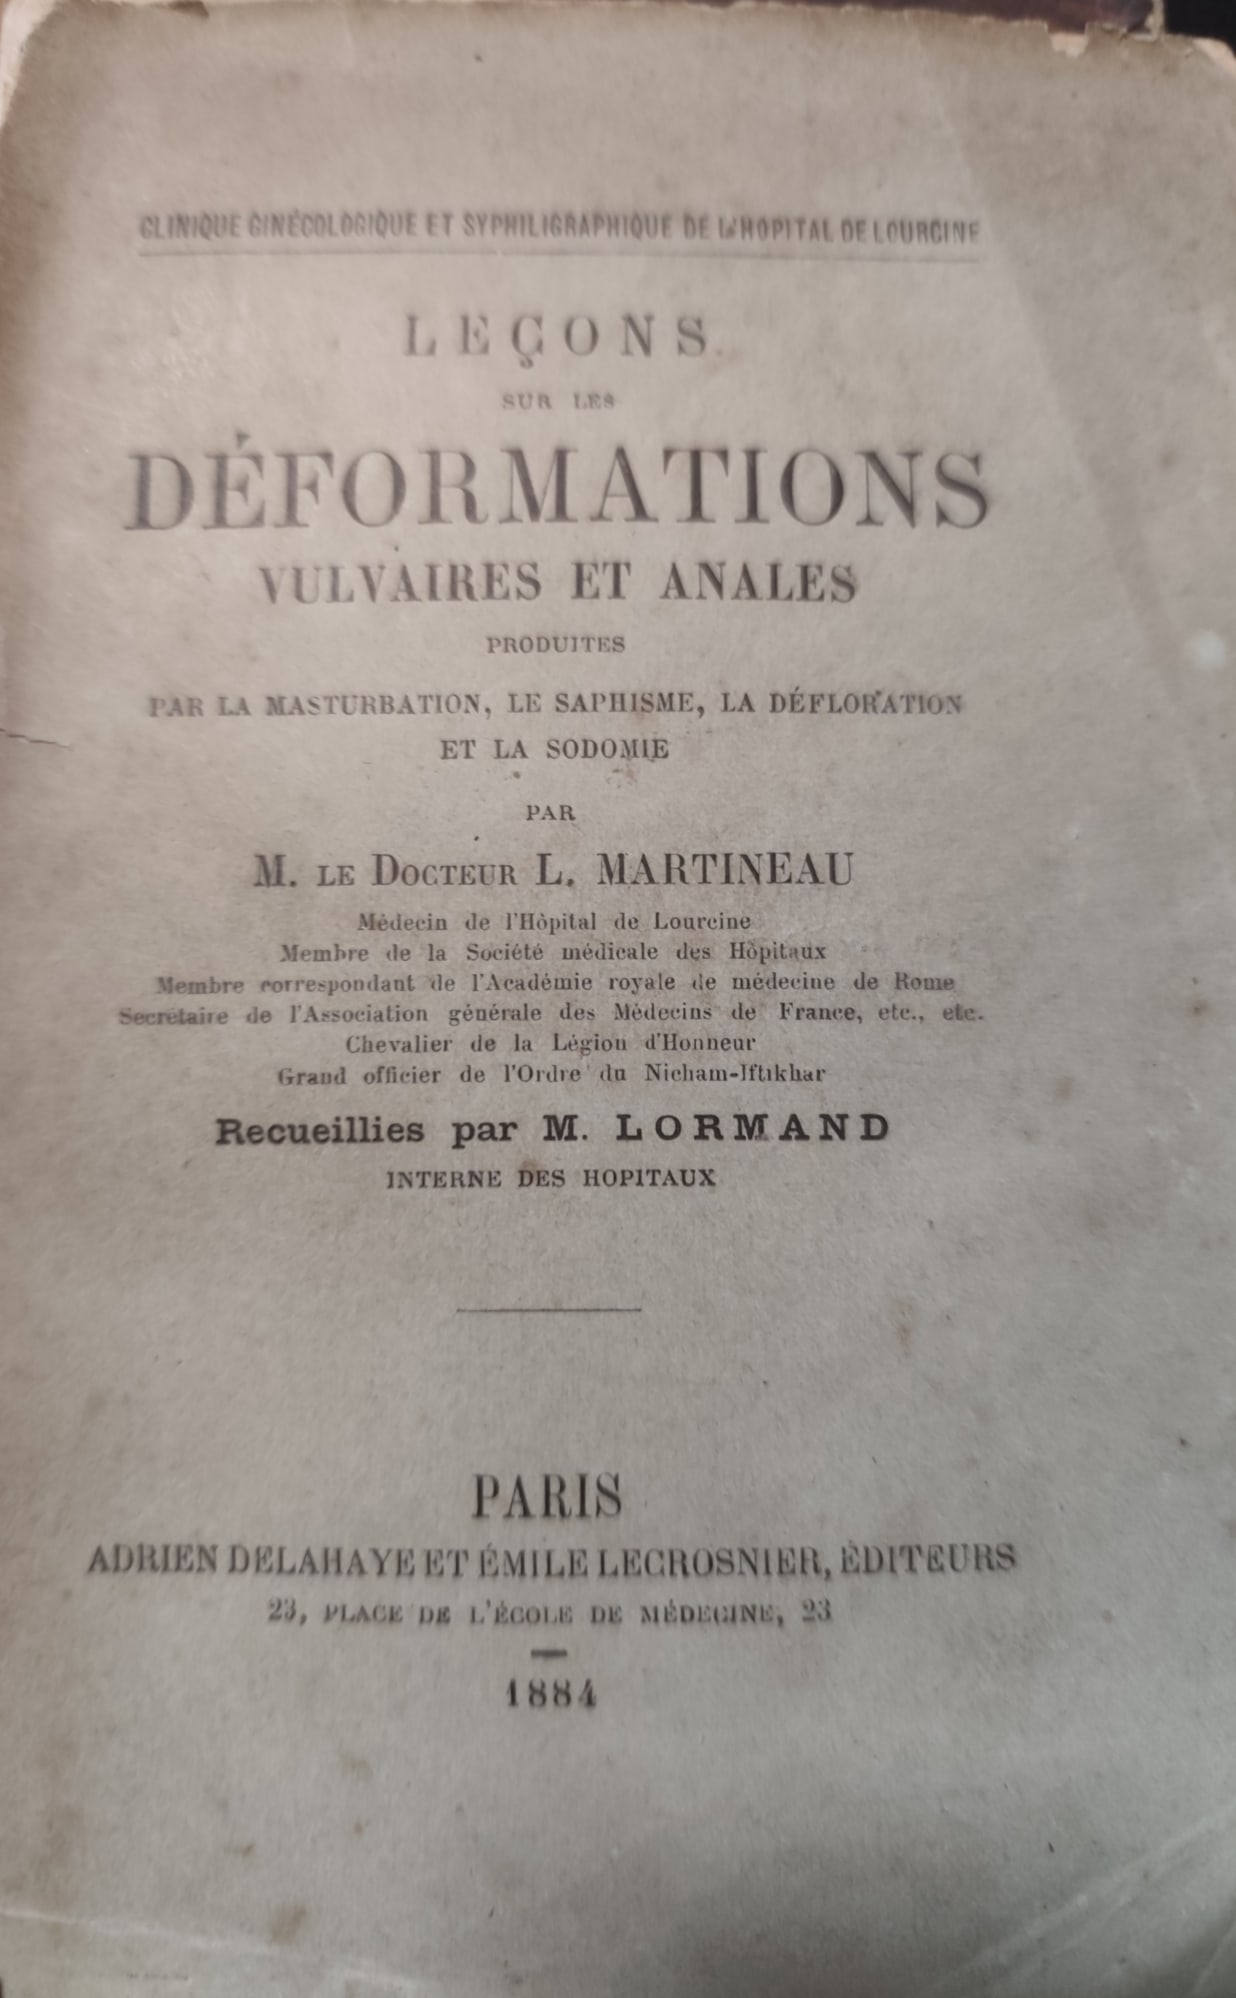 CLINIQUE GINÉCOLOGIQUE ET SYPHILIGRAPHIQUE DE L'HOPITAL DE LOURCINE
LEÇONS
SUR LES
DÉFORMATIONS
VULVAIRES ET ANALES
PRODUITES
PAR LA MASTURBATION, LE SAPHISME, LA DÉFLORATION
ET LA SODOMIE
PAR
M. LE DOCTEUR L. MARTINEAU
Médecin de l'Hôpital de Lourcine
Membre de la Société médicale des Hôpitaux
Membre correspondant de l'Académie royale de médecine de Rome
Secrétaire de l'Association générale des Médecins de France, etc., etc.
Chevalier de la Légion d'Honneur
Grand officier de l'Ordre du Nicham-Iftikhar
Recueillies par M. LORMAND
INTERNE DES HOPITAUX
PARIS
ADRIEN DELAHAYE ET ÉMILE LECROSNIER, ÉDITEURS
23, PLACE DE L'ÉCOLE DE MÉDECINE, 23
1884